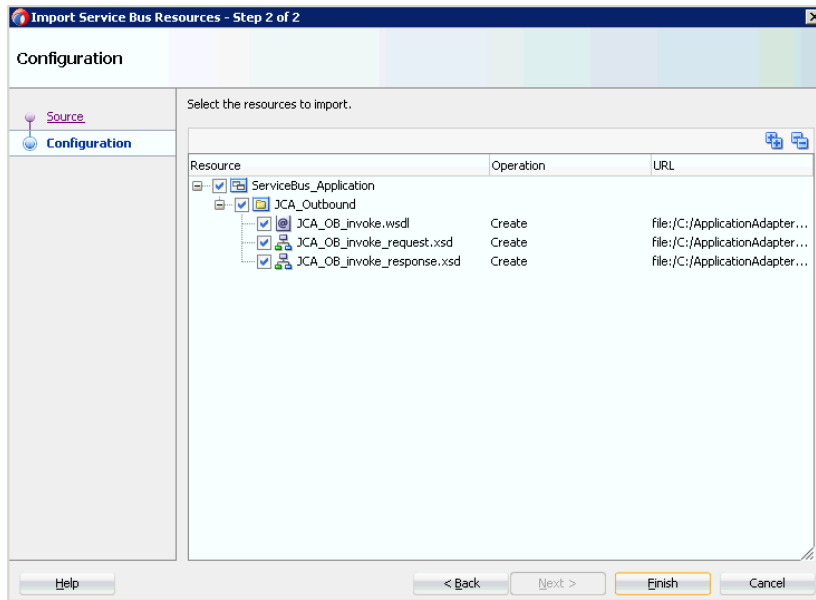 Import Service Bus Resources - Step 2 of 2
Configuration
Source
Configuration
Select the resources to import.
Resource Operation URL
ServiceBus_Application
JCA_Outbound
JCA_OB_invoke.wsdl Create file:/C:/ApplicationAdapter...
JCA_OB_invoke_request.xsd Create file:/C:/ApplicationAdapter...
JCA_OB_invoke_response.xsd Create file:/C:/ApplicationAdapter...
Help < Back Next > Finish Cancel